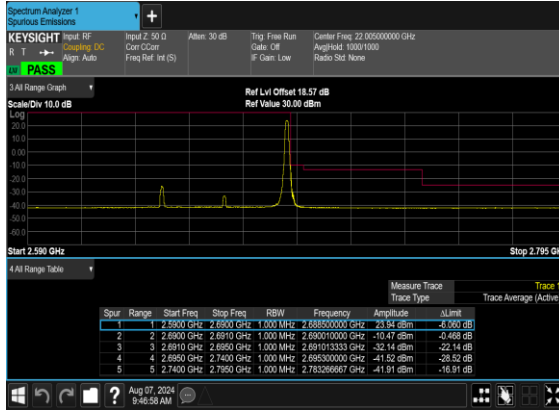 Spectrum Analyzer 1
Spurious Emissions
+
KEYSIGHT Input: RF Input Z: 50 Ω Atten: 30 dB Trig: Free Run Center Freq: 22.005000000 GHz
R T Coupling: DC Corr CCorr Gate: Off Avg|Hold: 1000/1000
Align: Auto Freq Ref: Int (S) IF Gain: Low Radio Std: None
PASS
3 All Range Graph
Ref Lvl Offset 18.57 dB
Scale/Div 10.0 dB Ref Value 30.00 dBm
Log
20.0
10.0
0.00
-10.0
-20.0
-30.0
-40.0
-50.0
-60.0
Start 2.590 GHz Stop 2.795 GH
4 All Range Table
Measure Trace Trace 1
Trace Type Trace Average (Active
Spur Range Start Freq Stop Freq RBW Frequency Amplitude ΔLimit
1 1 2.5900 GHz 2.6900 GHz 1.000 MHz 2.688500000 GHz 23.94 dBm -6.060 dB
2 2 2.6900 GHz 2.6910 GHz 1.000 MHz 2.690010000 GHz -10.47 dBm -0.468 dB
3 3 2.6910 GHz 2.6950 GHz 1.000 MHz 2.691013333 GHz -32.14 dBm -22.14 dB
4 4 2.6950 GHz 2.7400 GHz 1.000 MHz 2.695300000 GHz -41.52 dBm -28.52 dB
5 5 2.7400 GHz 2.7950 GHz 1.000 MHz 2.783266667 GHz -41.91 dBm -16.91 dB
? Aug 07, 2024
9:46:58 AM